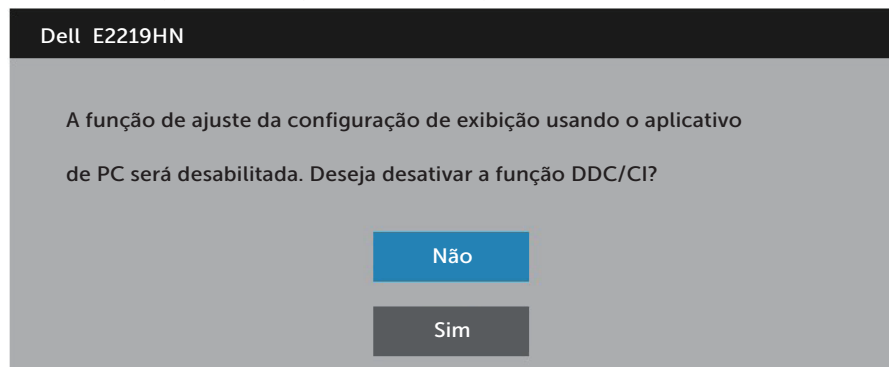 Dell E2219HN
A função de ajuste da configuração de exibição usando o aplicativo
de PC será desabilitada. Deseja desativar a função DDC/CI?
Não
Sim